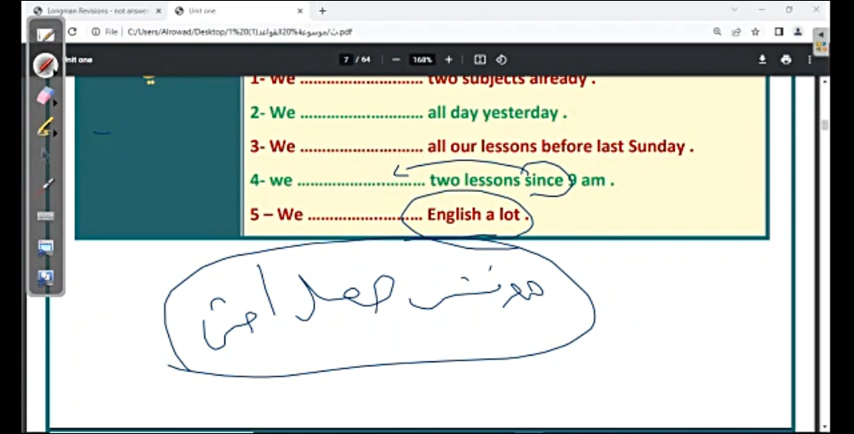 Longman Revisions - not answer
Unit one
File | C:/Users/Alrowad/Desktop/
7 / 64
168%
1- We ............................ two subjects already .
2- We ............................ all day yesterday .
3- We ............................ all our lessons before last Sunday .
4- we ............................. two lessons since 9 am .
5 – We .......................... English a lot .